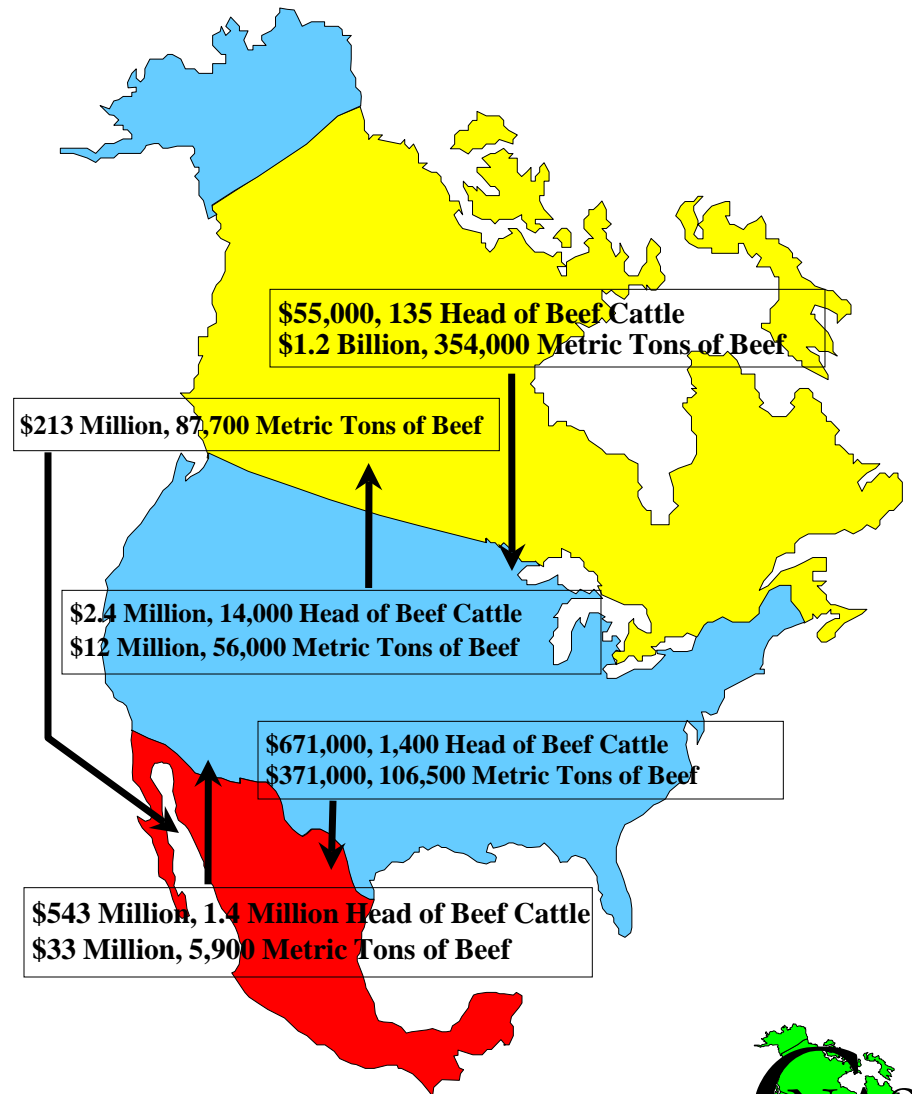 $55,000, 135 Head of Beef Cattle
$1.2 Billion, 354,000 Metric Tons of Beef
$213 Million, 87,700 Metric Tons of Beef
$2.4 Million, 14,000 Head of Beef Cattle
$12 Million, 56,000 Metric Tons of Beef
$671,000, 1,400 Head of Beef Cattle
$371,000, 106,500 Metric Tons of Beef
$543 Million, 1.4 Million Head of Beef Cattle
$33 Million, 5,900 Metric Tons of Beef